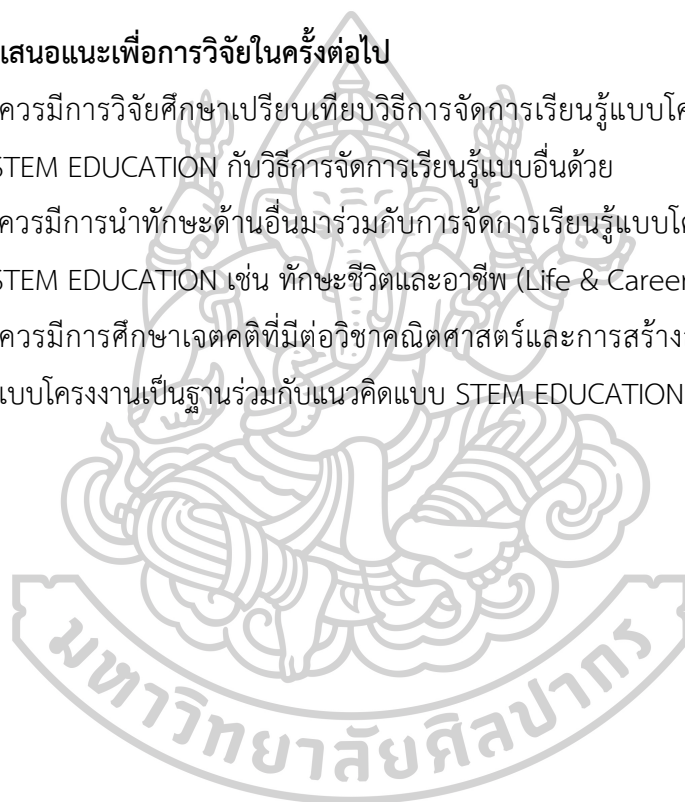 เสนอแนะเพื่อการวิจัยในครั้งต่อไป
ควรมีการวิจัยศึกษาเปรียบเทียบวิธีการจัดการเรียนรู้แบบโค
STEM EDUCATION กับวิธีการจัดการเรียนรู้แบบอื่นด้วย
ควรมีการนำทักษะด้านอื่นมาร่วมกับการจัดการเรียนรู้แบบโค
STEM EDUCATION เช่น ทักษะชีวิตและอาชีพ (Life & Career
ควรมีการศึกษาเจตคติที่มีต่อวิชาคณิตศาสตร์และการสร้าง
แบบโครงงานเป็นฐานร่วมกับแนวคิดแบบ STEM EDUCATION
มหาวิทยาลัยศิลปากร